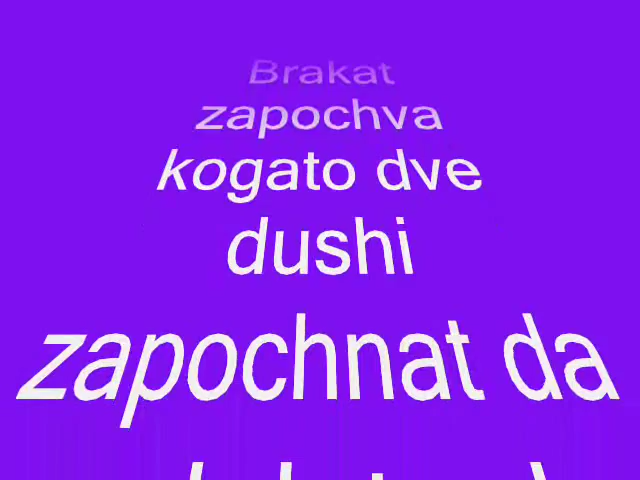 Brakat
zapochva
kogato dve
dushi
zapochnat da